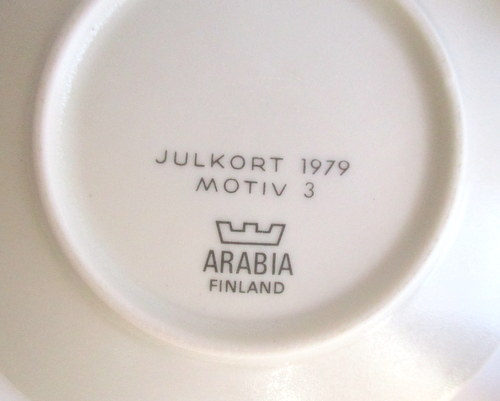 JULKORT 1979
MOTIV 3
ARABIA
FINLAND